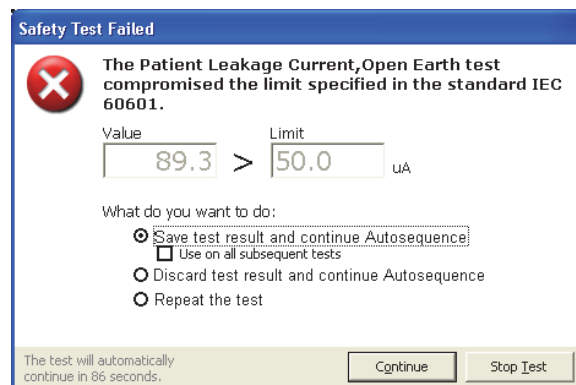 Safety Test Failed
The Patient Leakage Current,Open Earth test
compromised the limit specified in the standard IEC
60601.
Value Limit
89.3 > 50.0 uA
What do you want to do:
Save test result and continue Autosequence
Use on all subsequent tests
Discard test result and continue Autosequence
Repeat the test
The test will automatically
continue in 86 seconds.
Continue Stop Test